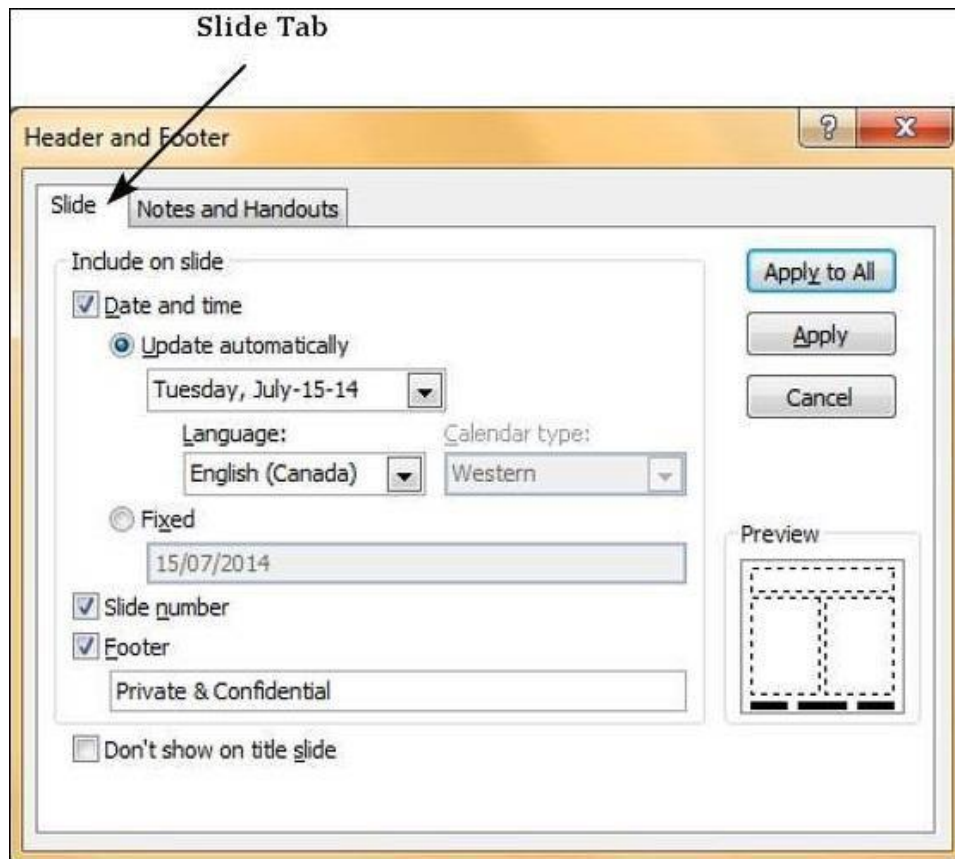 Slide Tab
Header and Footer
Slide
Notes and Handouts
Include on slide
Date and time
Update automatically
Tuesday, July-15-14
Language:
Calendar type:
English (Canada)
Western
Fixed
15/07/2014
Slide number
Footer
Private & Confidential
Don't show on title slide
Apply to All
Apply
Cancel
Preview